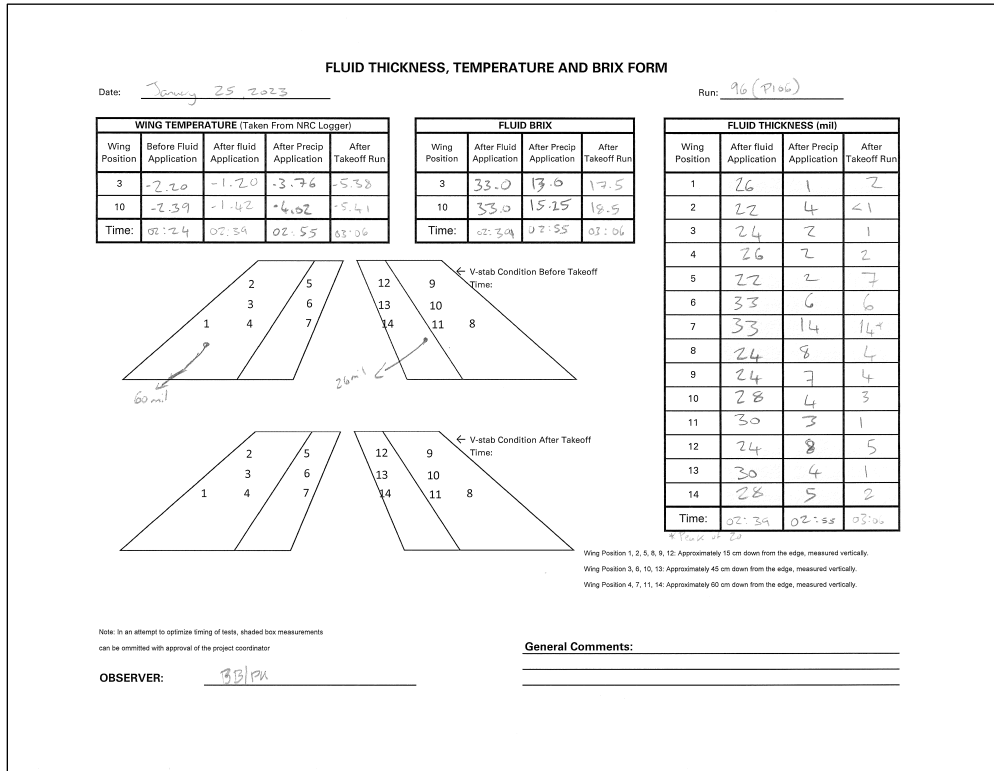 FLUID THICKNESS, TEMPERATURE AND BRIX FORM
Date: January 25, 2023
Run: 96 (P106)
WING TEMPERATURE (Taken From NRC Logger)
Wing Position Before Fluid Application After fluid Application After Precip Application After Takeoff Run
3 -2.20 -1.20 -3.76 -5.38
10 -2.39 -1.42 -4.02 -5.41
Time: 02:24 02:39 02:55 03:06
FLUID BRIX
Wing Position After Fluid Application After Precip Application After Takeoff Run
3 33.0 13.0 17.5
10 33.0 15.25 18.5
Time: 02:39 02:55 03:06
FLUID THICKNESS (mil)
Wing Position After fluid Application After Precip Application After Takeoff Run
1 26 1 2
2 22 4 <1
3 24 2 1
4 26 2 2
5 22 2 7
6 33 6 6
7 33 14 14*
8 24 8 4
9 24 7 4
10 28 4 3
11 30 3 1
12 24 8 5
13 30 4 1
14 28 5 2
Time: 02:39 02:55 03:06
* Peak of 20
← V-stab Condition Before Takeoff
Time:
2 5 12 9
3 6 13 10
1 4 7 14 11 8
60 mil
26 mil
← V-stab Condition After Takeoff
Time:
2 5 12 9
3 6 13 10
1 4 7 14 11 8
Wing Position 1, 2, 5, 8, 9, 12: Approximately 15 cm down from the edge, measured vertically.
Wing Position 3, 6, 10, 13: Approximately 45 cm down from the edge, measured vertically.
Wing Position 4, 7, 11, 14: Approximately 60 cm down from the edge, measured vertically.
Note: In an attempt to optimize timing of tests, shaded box measurements
can be ommitted with approval of the project coordinator
General Comments:
OBSERVER: BB/PK